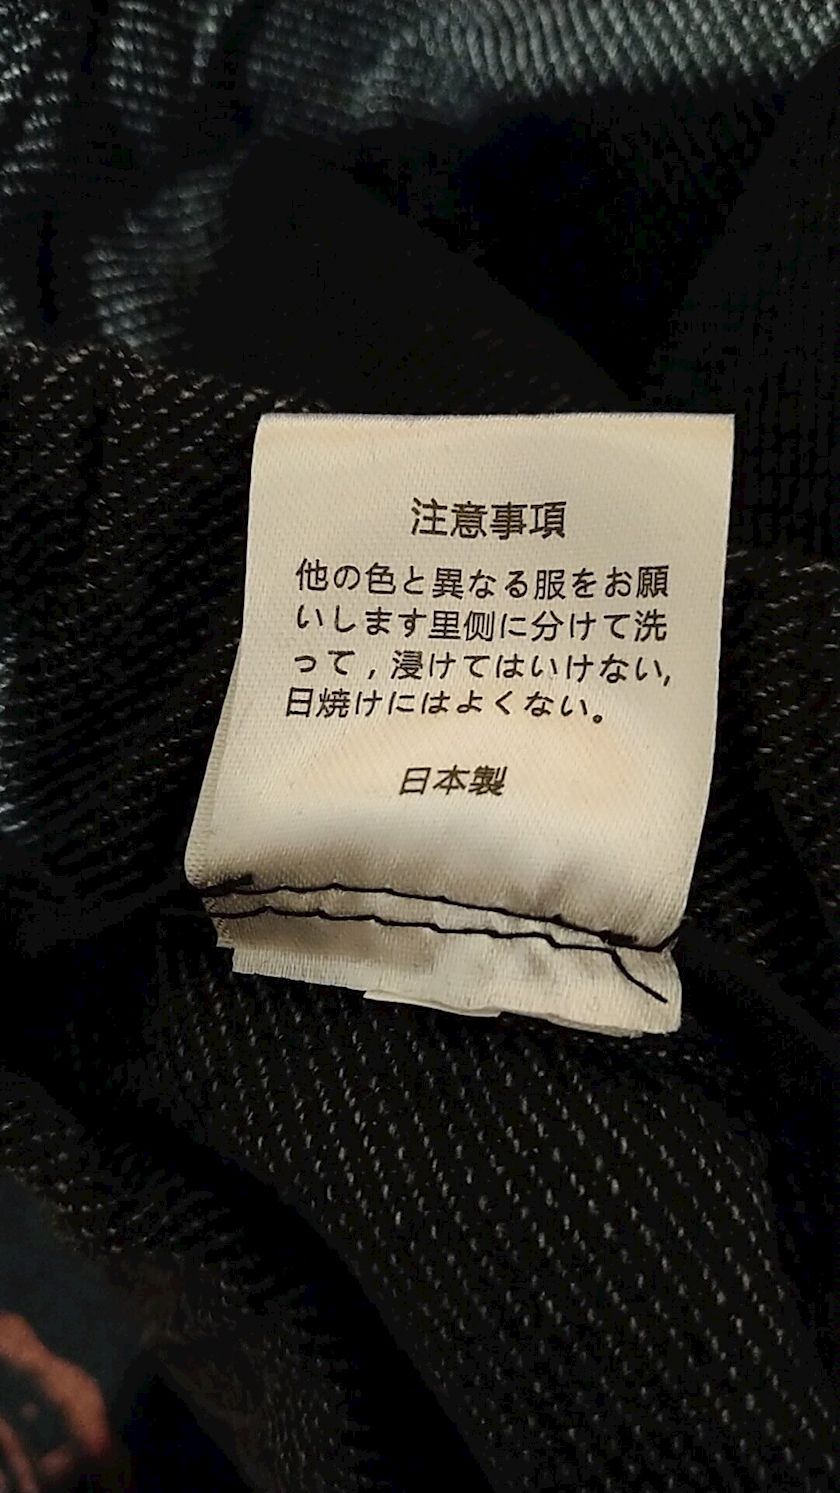 注意事項
他の色と異なる服をお願
いします里側に分けて洗
って,浸けてはいけない,
日焼けにはよくない。
日本製